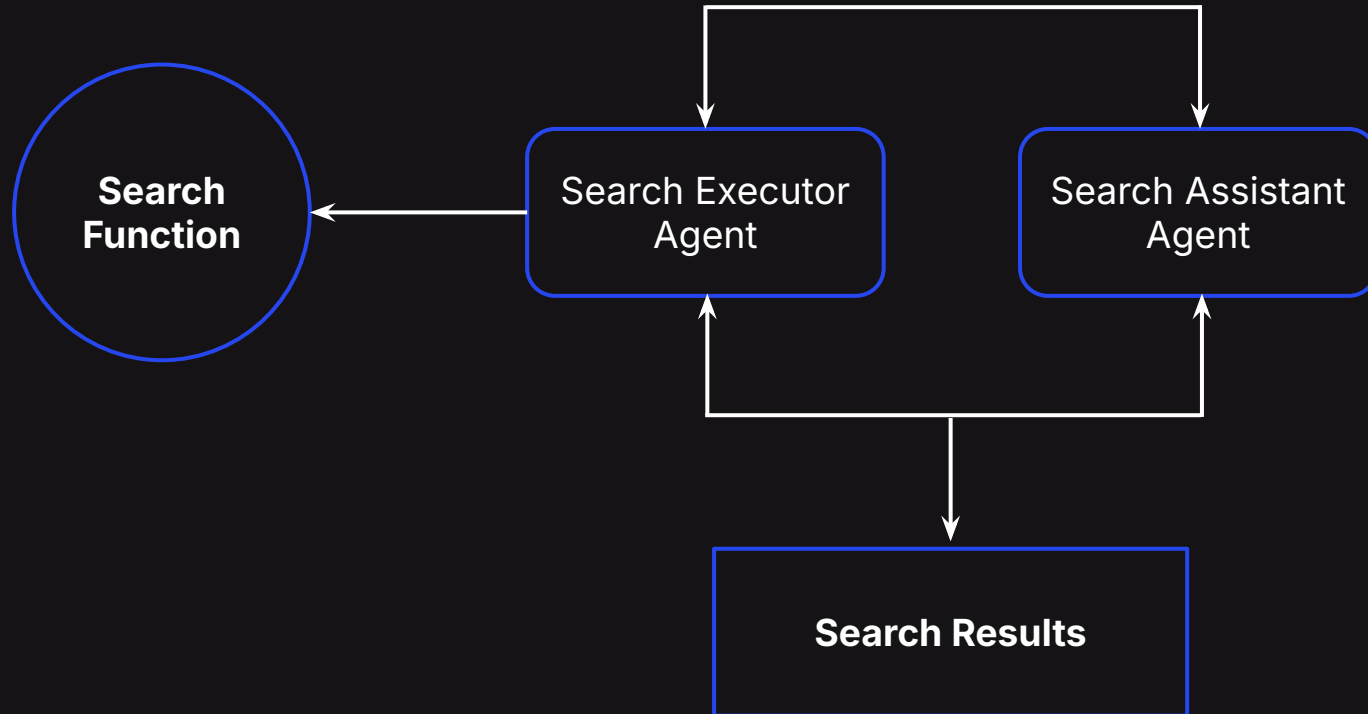 Search
Function
Search Executor
Agent
Search Assistant
Agent
Search Results